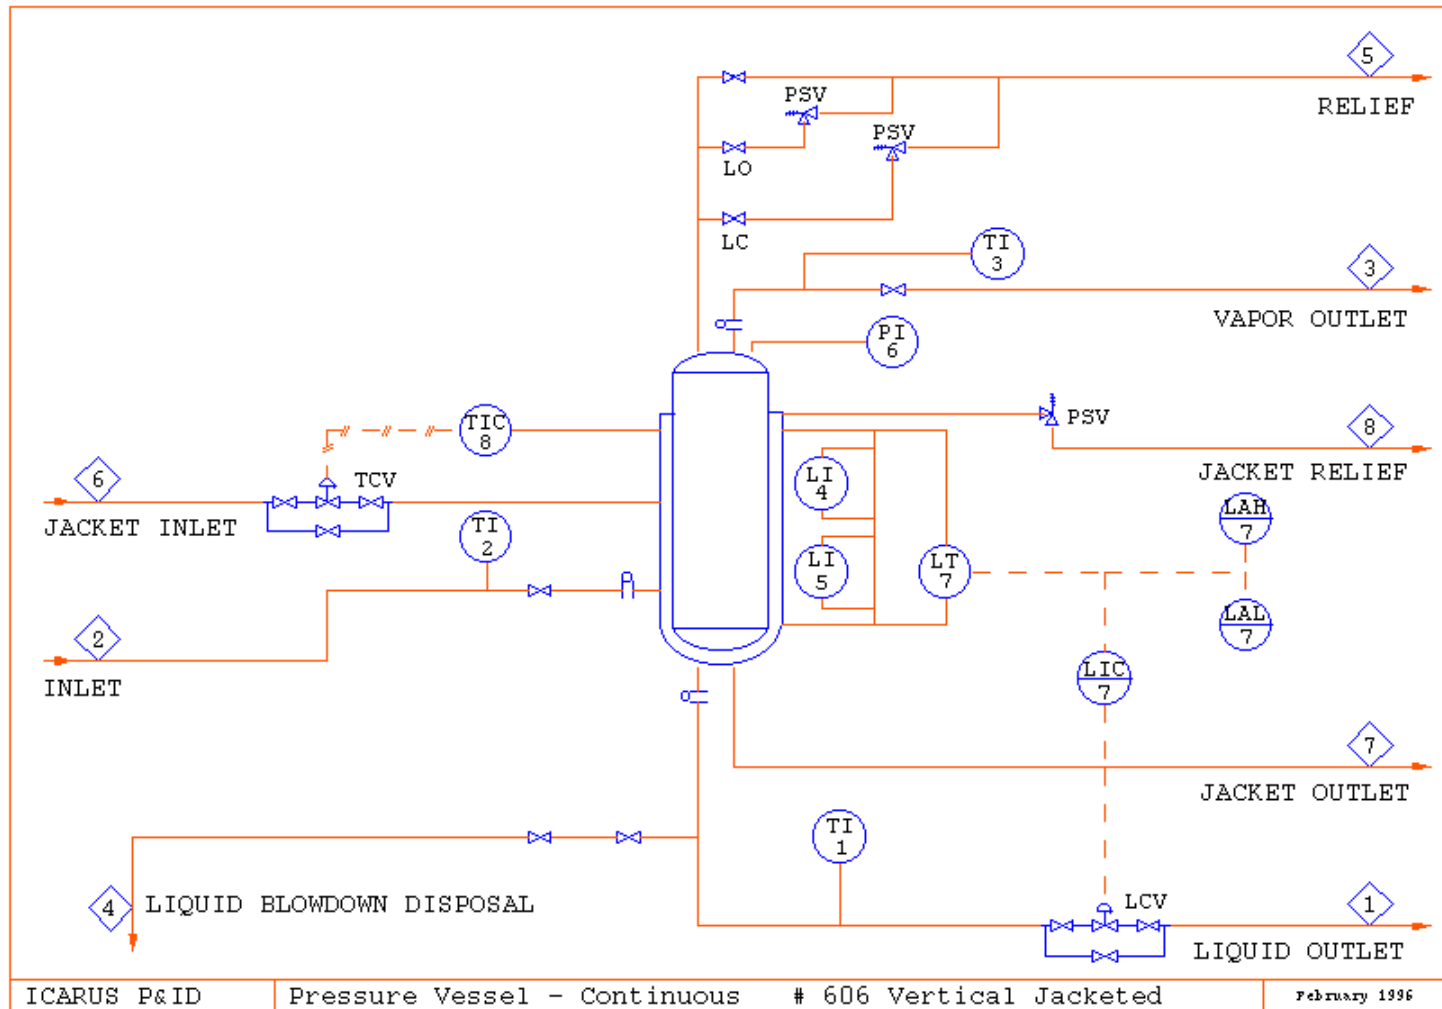 5
RELIEF
PSV
PSV
LO
LC
TI
3
3
VAPOR OUTLET
PI
6
TIC
8
PSV
8
JACKET RELIEF
6
JACKET INLET
TCV
TI
2
LI
4
LI
5
LT
7
LAH
7
LAL
7
2
INLET
LIC
7
7
JACKET OUTLET
TI
1
4
LIQUID BLOWDOWN DISPOSAL
LCV
1
LIQUID OUTLET
ICARUS P&ID
Pressure Vessel - Continuous # 606 Vertical Jacketed
February 1996